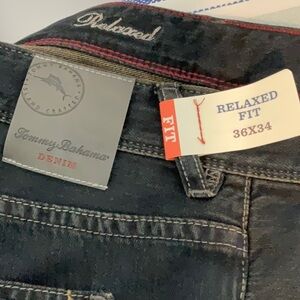 Relaxed
Tommy Bahama
DENIM
FIT
RELAXED
FIT
36X34